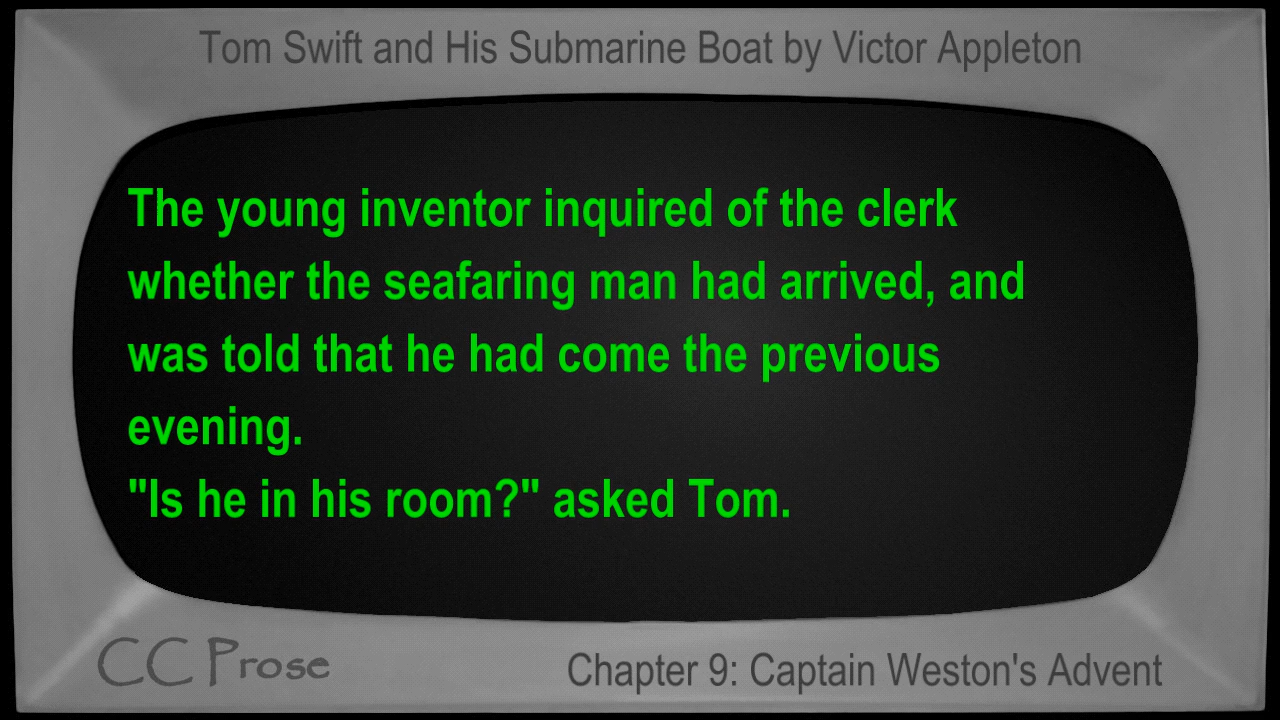 Tom Swift and His Submarine Boat by Victor Appleton
The young inventor inquired of the clerk
whether the seafaring man had arrived, and
was told that he had come the previous
evening.
"Is he in his room?" asked Tom.
CC Prose
Chapter 9: Captain Weston's Advent